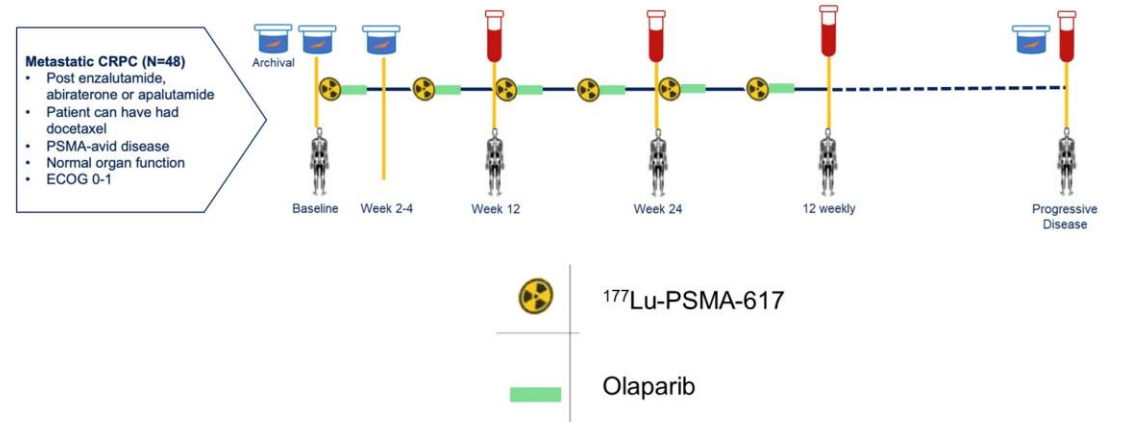 Metastatic CRPC (N=48)
• Post enzalutamide,
abiraterone or apalutamide
• Patient can have had
docetaxel
• PSMA-avid disease
• Normal organ function
• ECOG 0-1
Archival
Baseline
Week 2-4
Week 12
Week 24
12 weekly
Progressive
Disease
¹⁷⁷Lu-PSMA-617
Olaparib